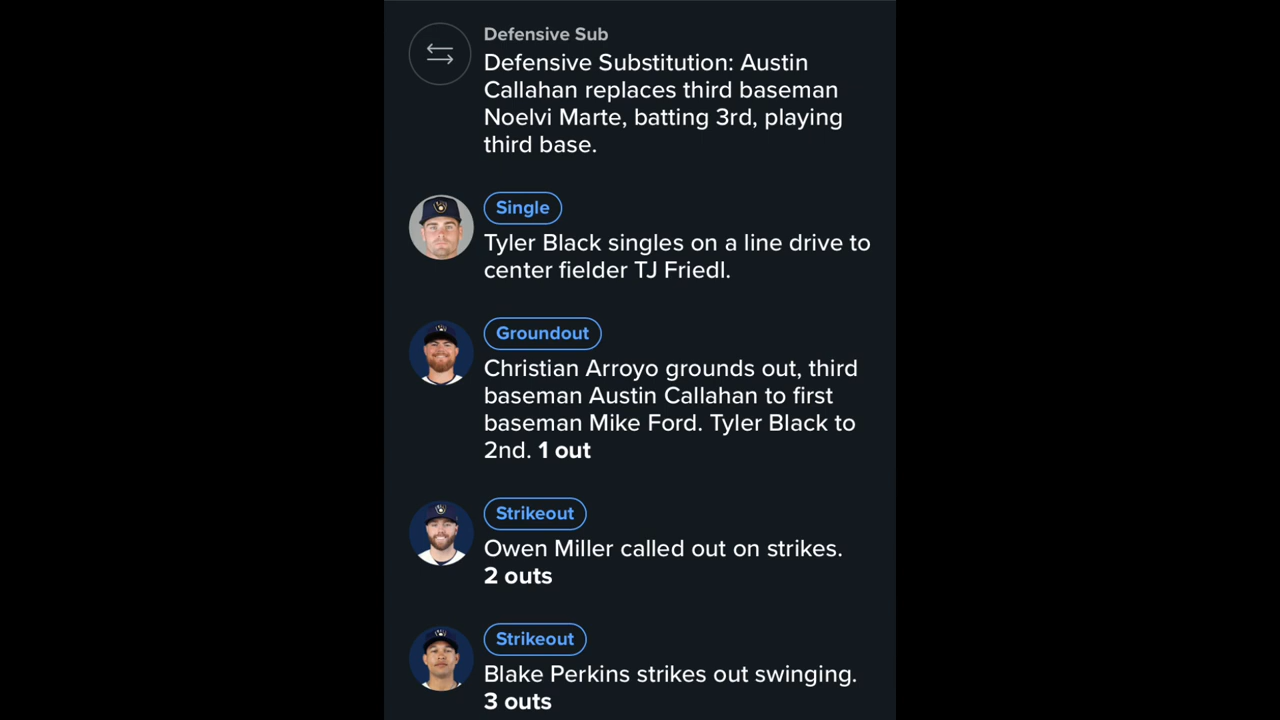 Defensive Sub
Defensive Substitution: Austin
Callahan replaces third baseman
Noelvi Marte, batting 3rd, playing
third base.
Single
Tyler Black singles on a line drive to
center fielder TJ Friedl.
Groundout
Christian Arroyo grounds out, third
baseman Austin Callahan to first
baseman Mike Ford. Tyler Black to
2nd. 1 out
Strikeout
Owen Miller called out on strikes.
2 outs
Strikeout
Blake Perkins strikes out swinging.
3 outs